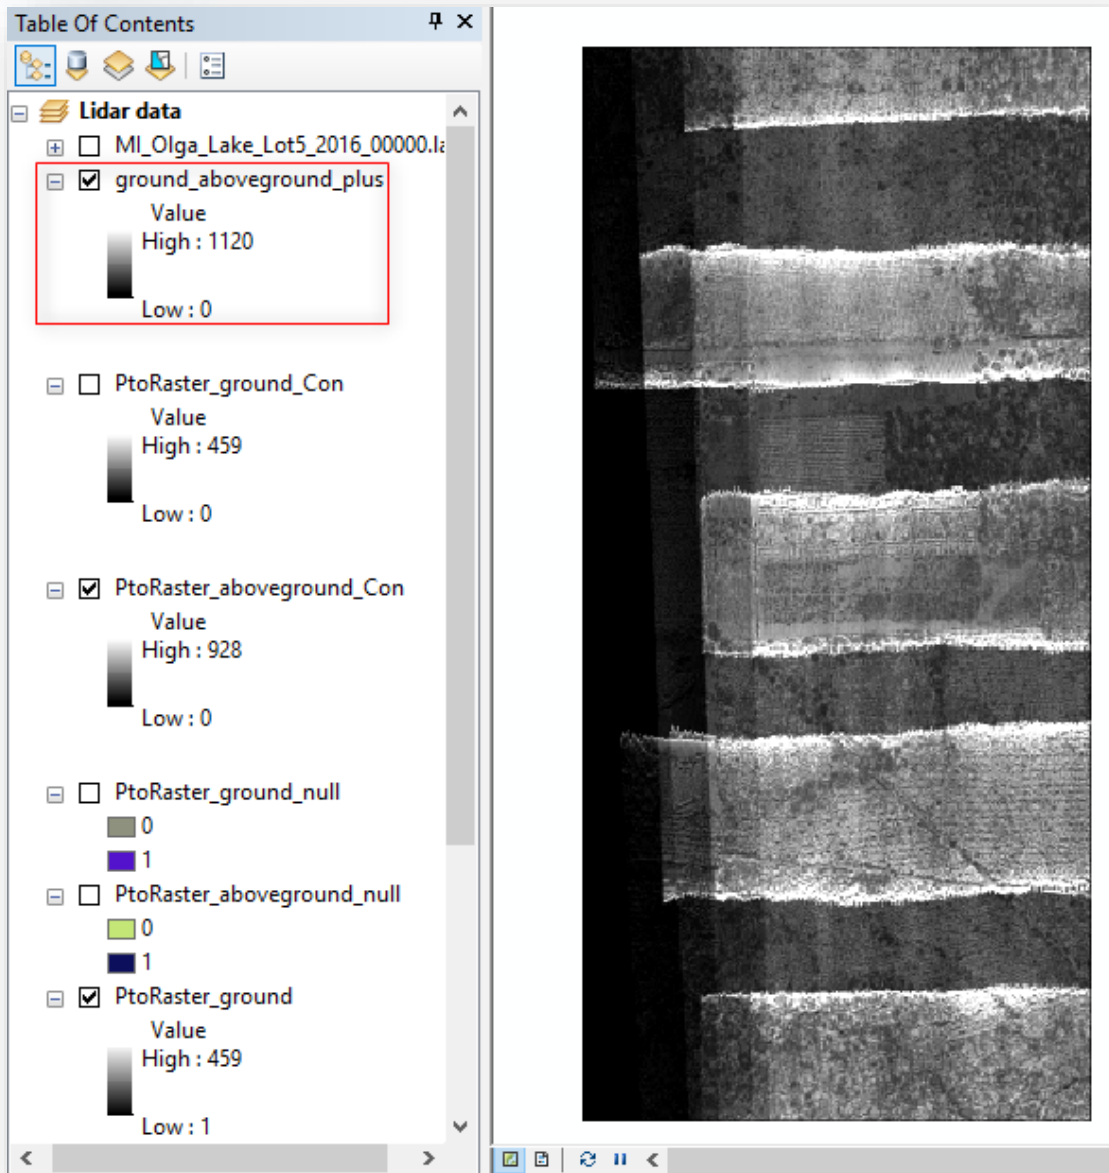 Table Of Contents
Lidar data
MI_Olga_Lake_Lot5_2016_00000.la
ground_aboveground_plus
Value
High : 1120
Low : 0
PtoRaster_ground_Con
Value
High : 459
Low : 0
PtoRaster_aboveground_Con
Value
High : 928
Low : 0
PtoRaster_ground_null
0
1
PtoRaster_aboveground_null
0
1
PtoRaster_ground
Value
High : 459
Low : 1